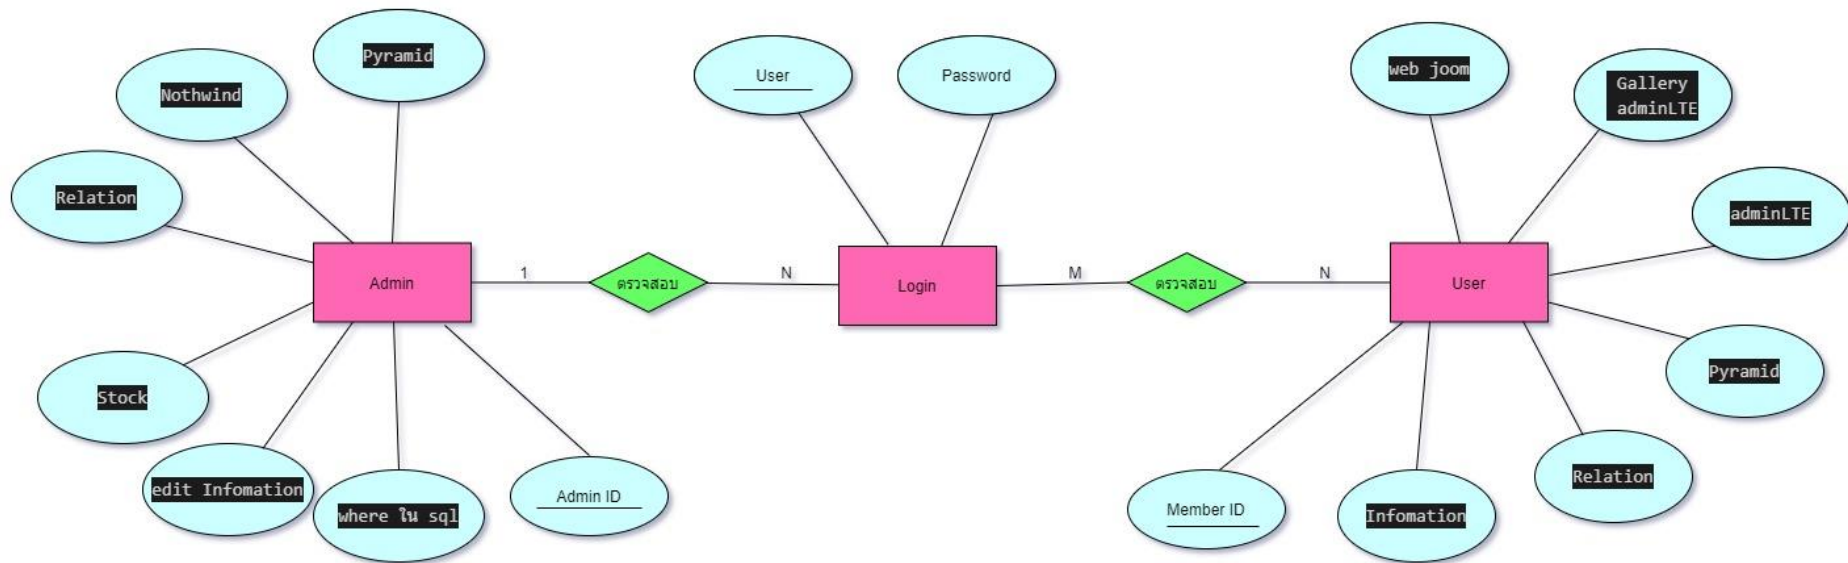 Pyramid
Nothwind
Relation
Stock
edit Infomation
where ใน sql
Admin ID
Admin
1
ตรวจสอบ
N
User
Password
Login
M
ตรวจสอบ
N
User
web joom
Gallery
adminLTE
adminLTE
Pyramid
Relation
Infomation
Member ID